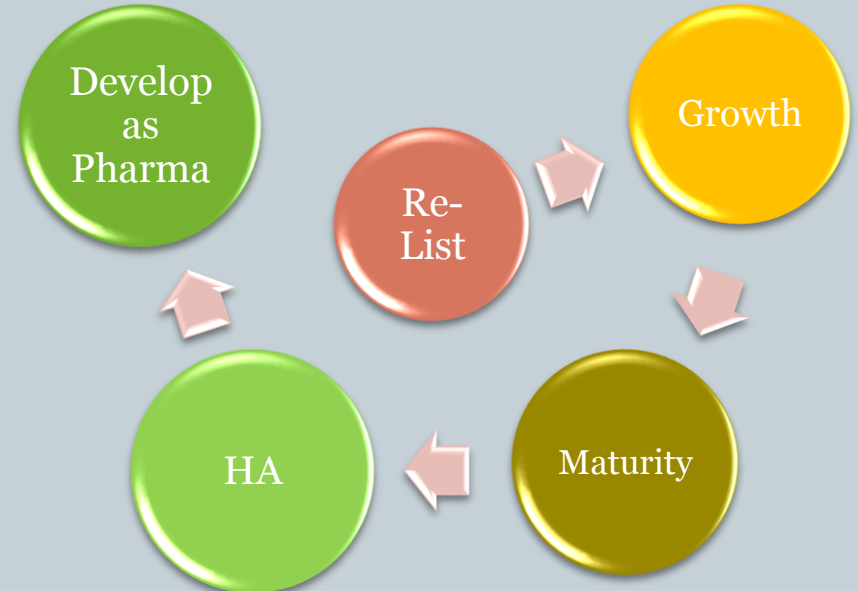 Develop
as
Pharma
Re-
List
Growth
HA
Maturity